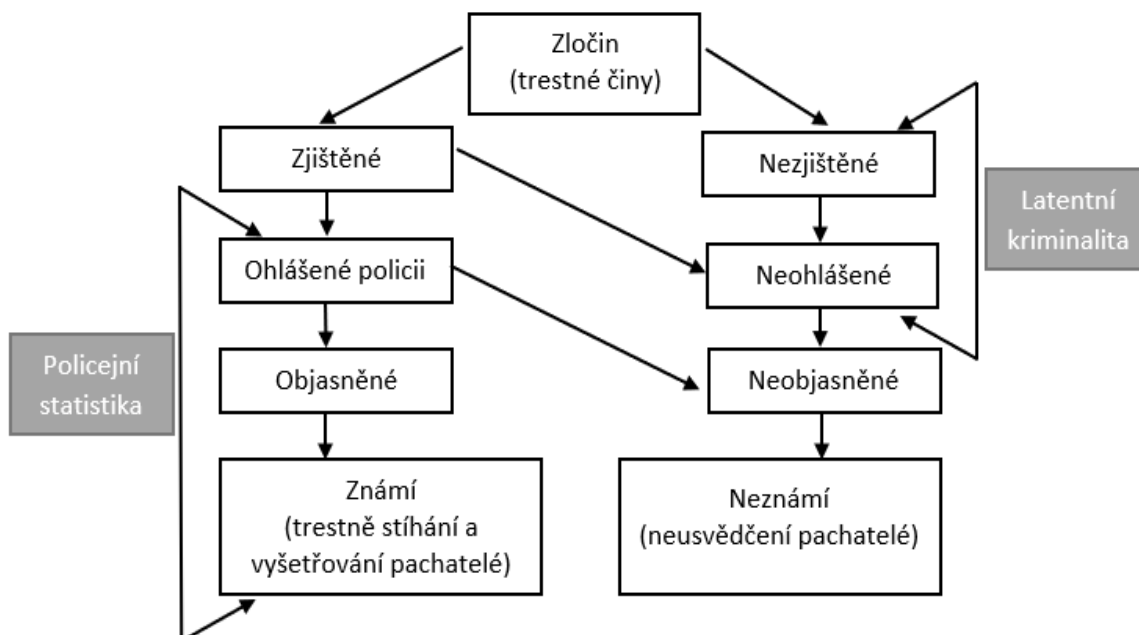 Zločin
(trestné činy)
Zjištěné
Nezjištěné
Latentní
kriminalita
Ohlášené policii
Neohlášené
Policejní
statistika
Objasněné
Neobjasněné
Známí
(trestně stíhání a
vyšetřování pachatelé)
Neznámí
(neusvědčení pachatelé)